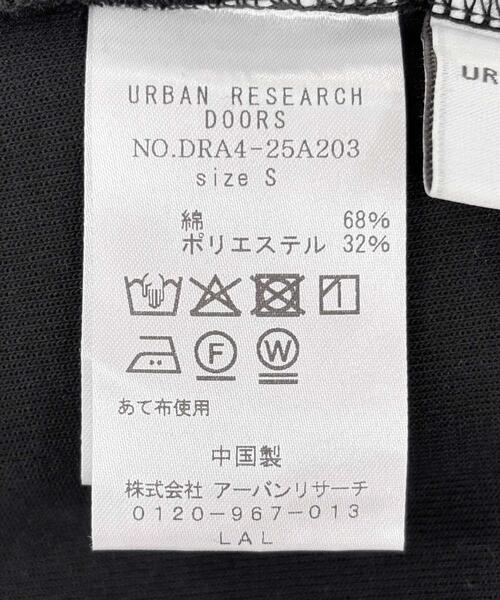 URBAN RESEARCH
DOORS
NO.DRA4-25A203
size S
綿 68%
ポリエステル 32%
F W
あて布使用
中国製
株式会社 アーバンリサーチ
0120-967-013
LAL
UR